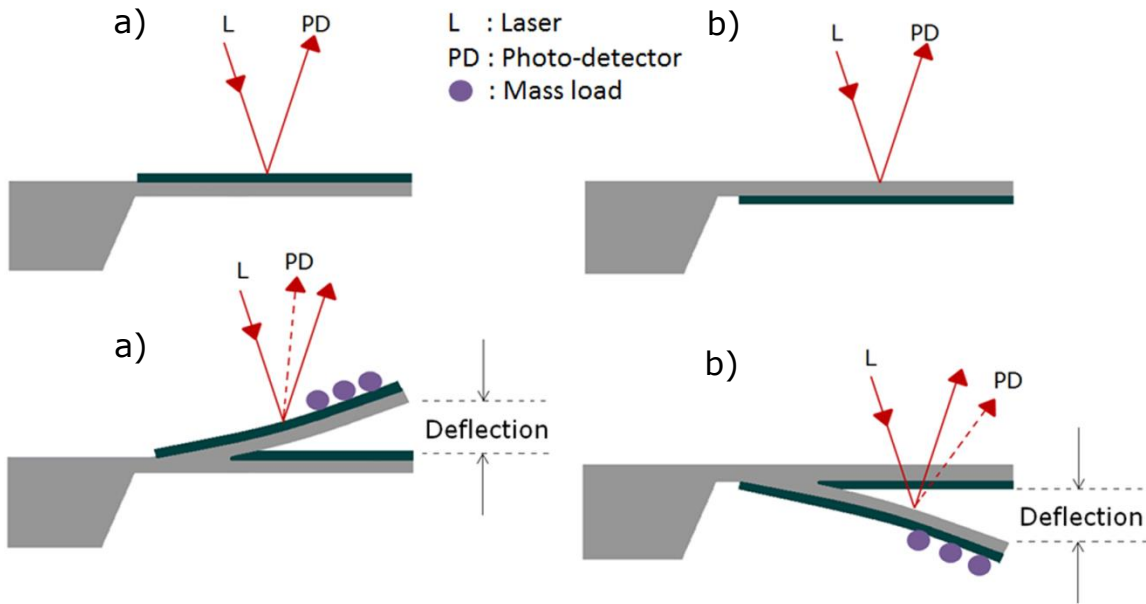 a)
L PD
L : Laser
PD : Photo-detector
: Mass load
b)
L PD
a)
L PD
Deflection
b)
L PD
Deflection